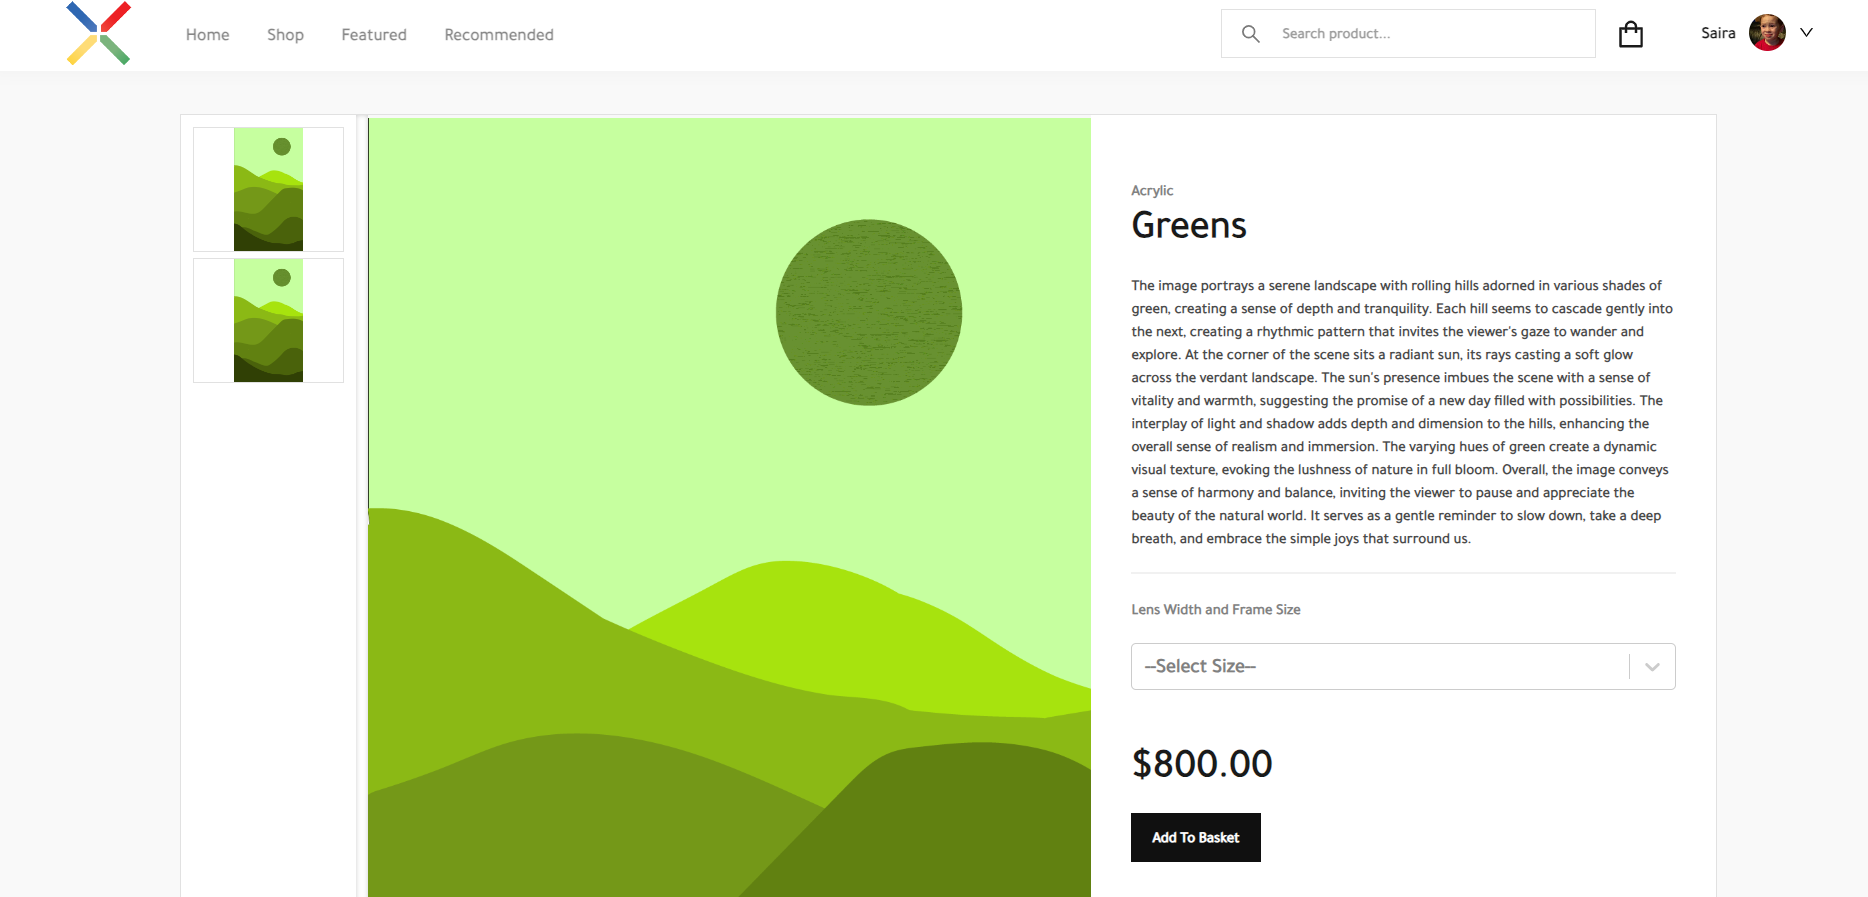 Home Shop Featured Recommended
Search product...
Saira
Acrylic
Greens
The image portrays a serene landscape with rolling hills adorned in various shades of
green, creating a sense of depth and tranquility. Each hill seems to cascade gently into
the next, creating a rhythmic pattern that invites the viewer's gaze to wander and
explore. At the corner of the scene sits a radiant sun, its rays casting a soft glow
across the verdant landscape. The sun's presence imbues the scene with a sense of
vitality and warmth, suggesting the promise of a new day filled with possibilities. The
interplay of light and shadow adds depth and dimension to the hills, enhancing the
overall sense of realism and immersion. The varying hues of green create a dynamic
visual texture, evoking the lushness of nature in full bloom. Overall, the image conveys
a sense of harmony and balance, inviting the viewer to pause and appreciate the
beauty of the natural world. It serves as a gentle reminder to slow down, take a deep
breath, and embrace the simple joys that surround us.
Lens Width and Frame Size
--Select Size--
$800.00
Add To Basket